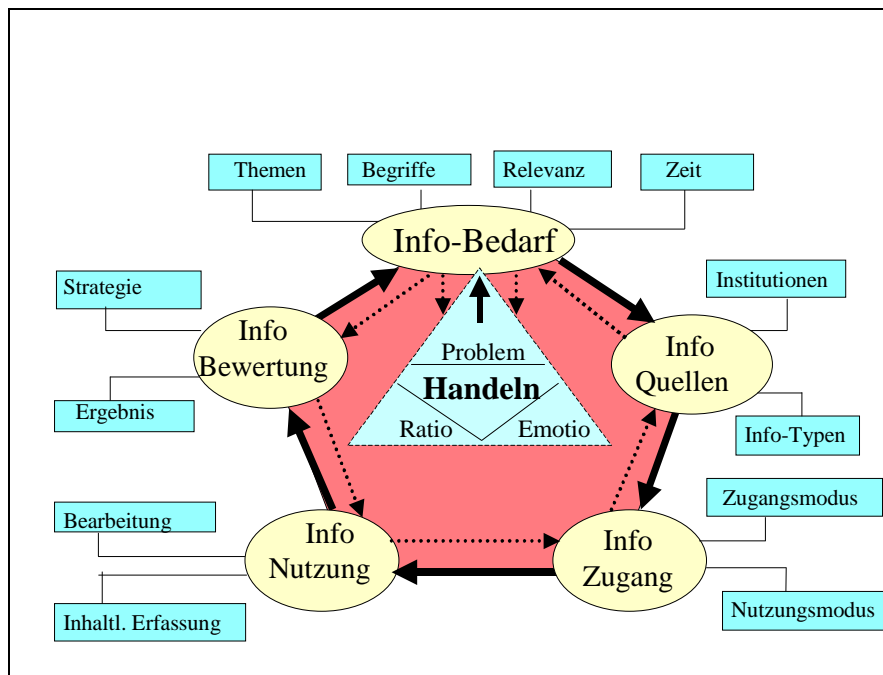 Themen
Begriffe
Relevanz
Zeit
Info-Bedarf
Strategie
Institutionen
Info
Bewertung
Problem
Handeln
Ratio
Emotio
Info
Quellen
Ergebnis
Info-Typen
Bearbeitung
Zugangsmodus
Info
Nutzung
Info
Zugang
Inhaltl. Erfassung
Nutzungsmodus